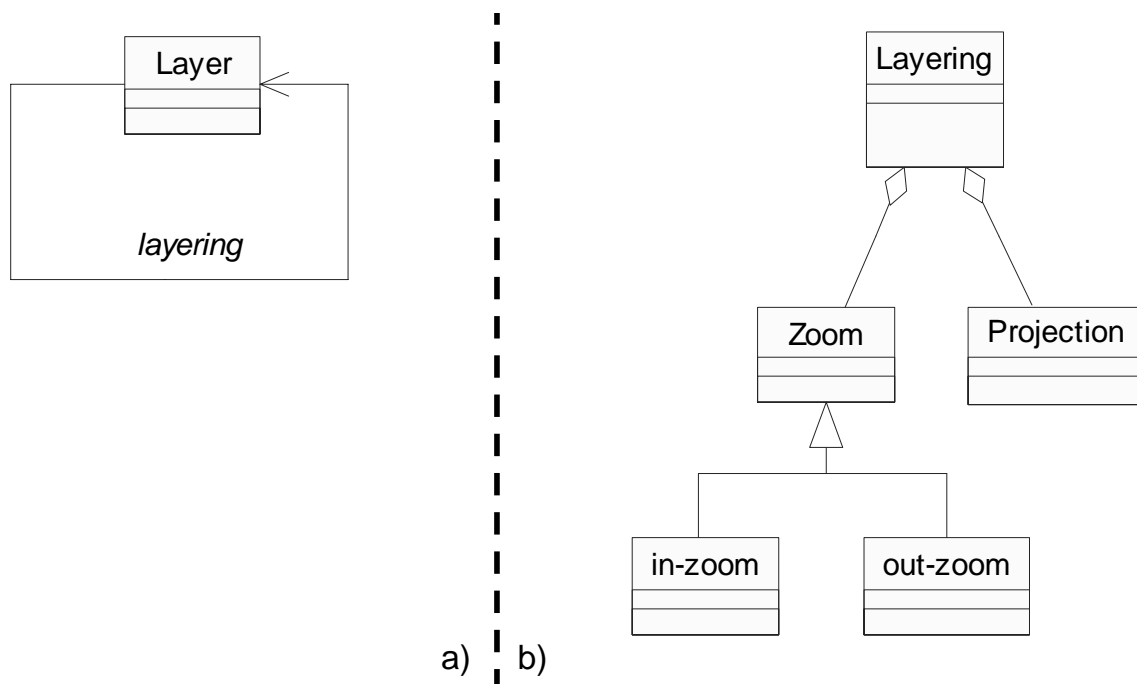 Layer
layering
a)
b)
Layering
Zoom
Projection
in-zoom
out-zoom